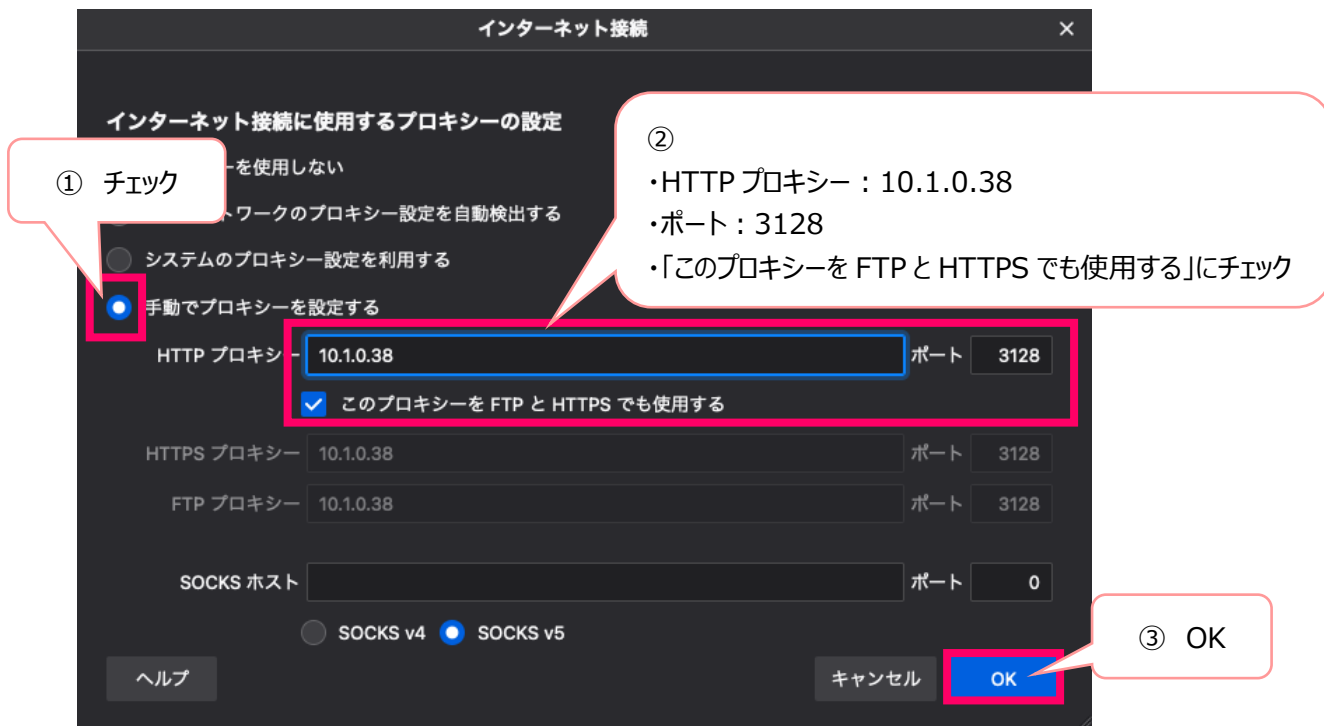 インターネット接続
×
インターネット接続に使用するプロキシーの設定
①　チェック
ーを使用しない
トワークのプロキシー設定を自動検出する
システムのプロキシー設定を利用する
手動でプロキシーを設定する
②
・HTTP プロキシー：10.1.0.38
・ポート：3128
・「このプロキシーを FTP と HTTPS でも使用する」にチェック
HTTP プロキシー 10.1.0.38 ポート 3128
このプロキシーを FTP と HTTPS でも使用する
HTTPS プロキシー 10.1.0.38 ポート 3128
FTP プロキシー 10.1.0.38 ポート 3128
SOCKS ホスト ポート 0
SOCKS v4 SOCKS v5
③　OK
ヘルプ キャンセル OK